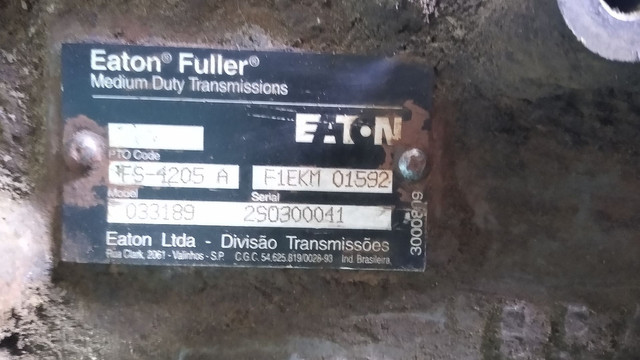 Eaton® Fuller®
Medium Duty Transmissions
EATON
PTO Code
FS-4205 A
F1EKM 01592
Model
Serial
033189
2S0300041
Eaton Ltda - Divisão Transmissões
Rua Clark, 2061 - Valinhos - S.P. C.G.C. 54.625.819/0028-93 Ind. Brasileira
3000819